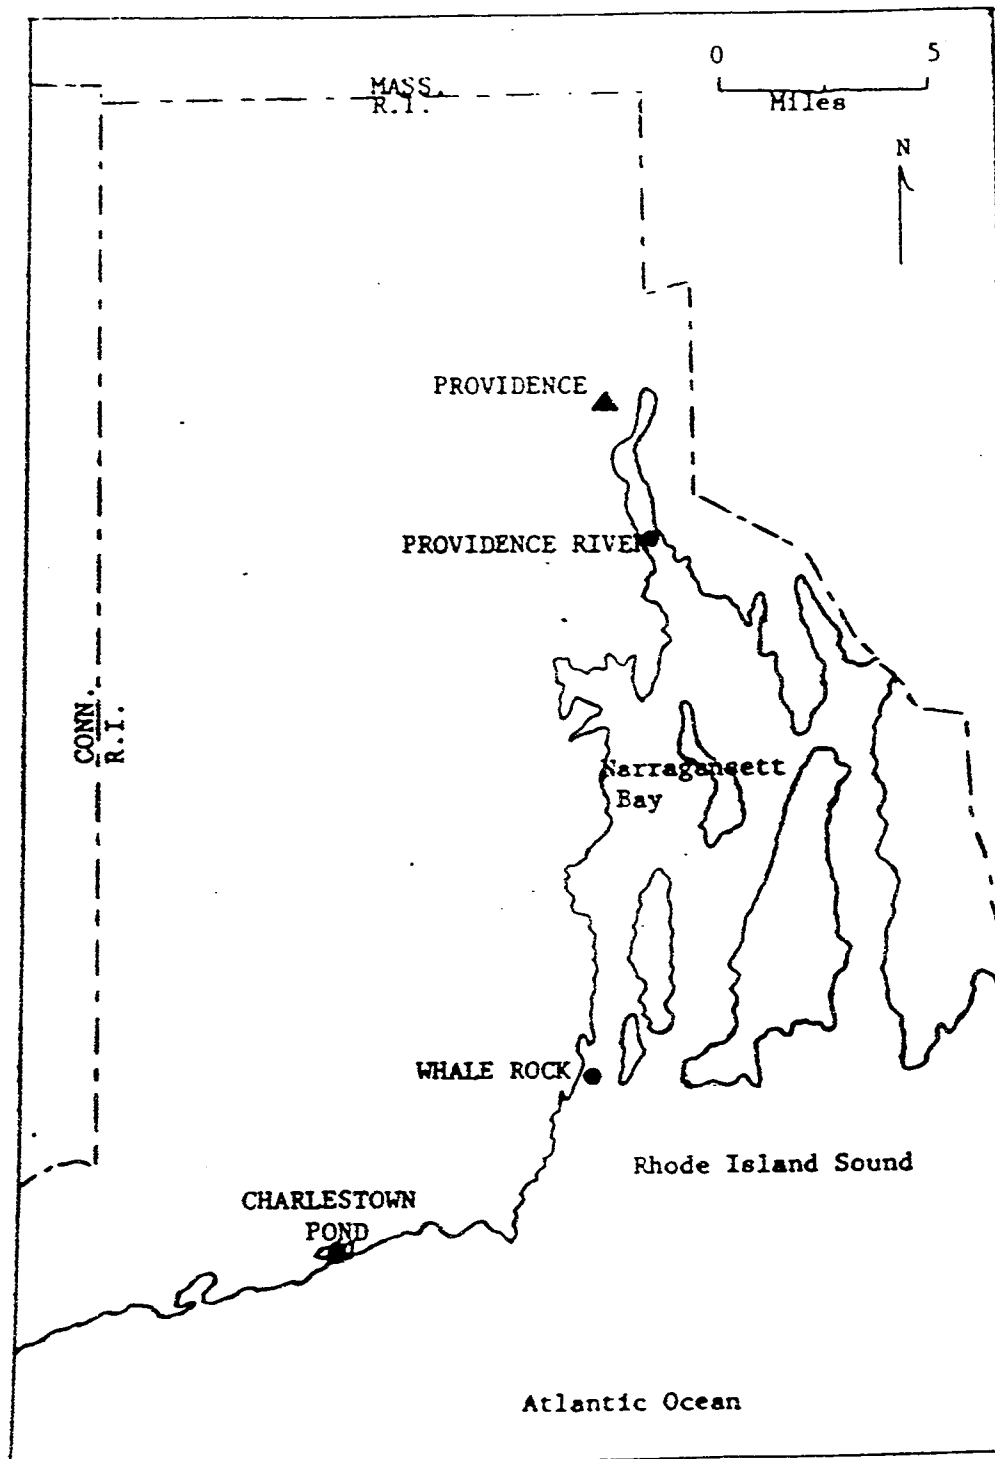 0 5
Miles
MASS.
R.I.
N
PROVIDENCE
PROVIDENCE RIVER
CONN.
R.I.
Narragansett
Bay
WHALE ROCK
Rhode Island Sound
CHARLESTOWN
POND
Atlantic Ocean